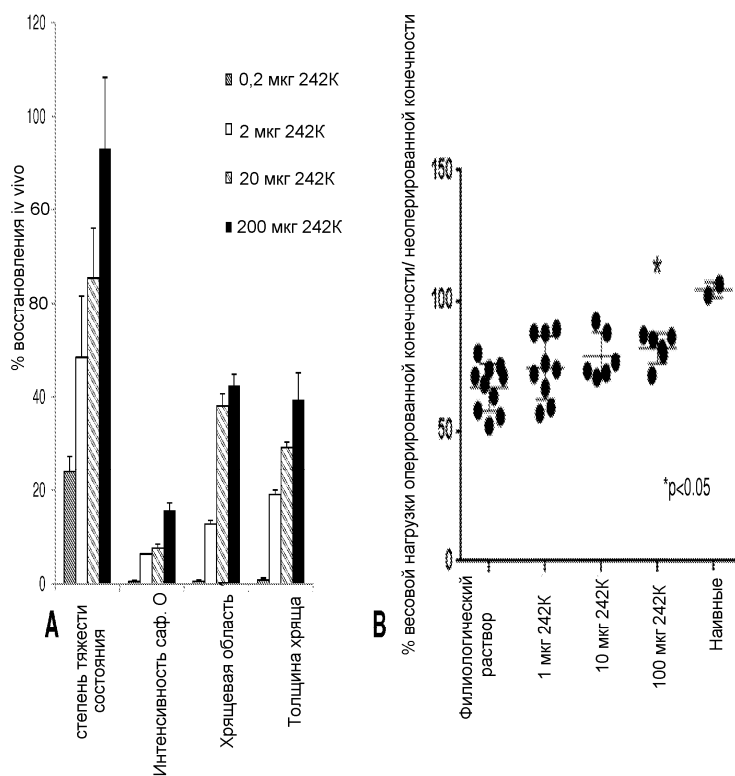 % восстановления iv vivo
120
100
60
80
40
20
0
0,2 мкг 242К
2 мкг 242К
20 мкг 242К
200 мкг 242К
A
степень тяжести
состояния
Интенсивность саф. О
Хрящевая область
Толщина хряща
% весовой нагрузки оперированной конечности/ неоперированной конечности
150
100
50
0
*
*p<0.05
B
Филиологический
раствор
1 мкг 242К
10 мкг 242К
100 мкг 242К
Наивные